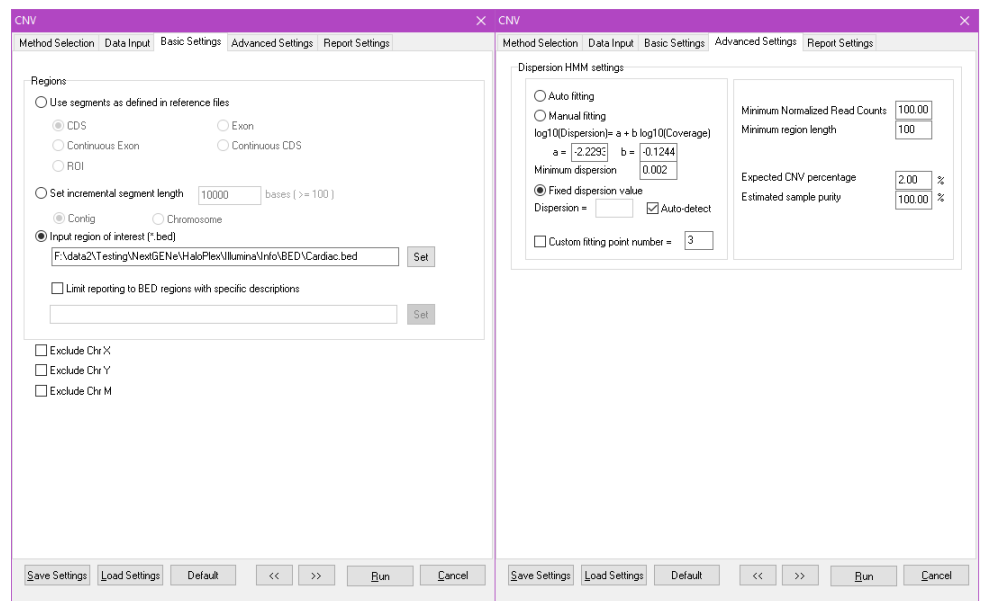 CNV
Method Selection Data Input Basic Settings Advanced Settings Report Settings
Regions
Use segments as defined in reference files
CDS Exon
Continuous Exon Continuous CDS
ROI
Set incremental segment length 10000 bases ( >= 100 )
Contig Chromosome
Input region of interest (*.bed)
F:\data2\Testing\NextGENe\HaloPlex\Illumina\Info\BED\Cardiac.bed Set
Limit reporting to BED regions with specific descriptions
Set
Exclude Chr X
Exclude Chr Y
Exclude Chr M
Save Settings Load Settings Default << >> Run Cancel
CNV
Method Selection Data Input Basic Settings Advanced Settings Report Settings
Dispersion HMM settings
Auto fitting
Manual fitting
log10(Dispersion)= a + b log10(Coverage)
a = -2.2293 b = -0.1244
Minimum dispersion 0.002
Fixed dispersion value
Dispersion = Auto-detect
Custom fitting point number = 3
Minimum Normalized Read Counts 100.00
Minimum region length 100
Expected CNV percentage 2.00 %
Estimated sample purity 100.00 %
Save Settings Load Settings Default << >> Run Cancel